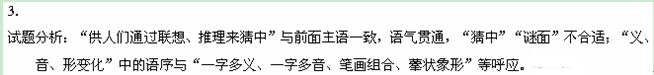 3.
试题分析：“供人们通过联想、推理来猜中”与前面主语一致，语气贯通，“猜中”“谜面”不合适；“义、
音、形变化”中的语序与“一字多义、一字多音、笔画组合、摹状象形”等呼应。